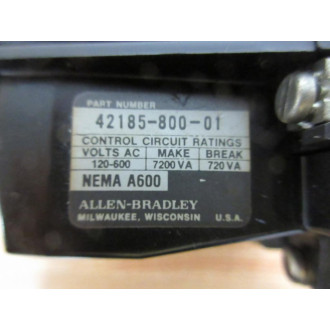 PART NUMBER
42185-800-01
CONTROL CIRCUIT RATINGS
VOLTS AC MAKE BREAK
120-600 7200 VA 720 VA
NEMA A600
ALLEN-BRADLEY
MILWAUKEE, WISCONSIN U.S.A.